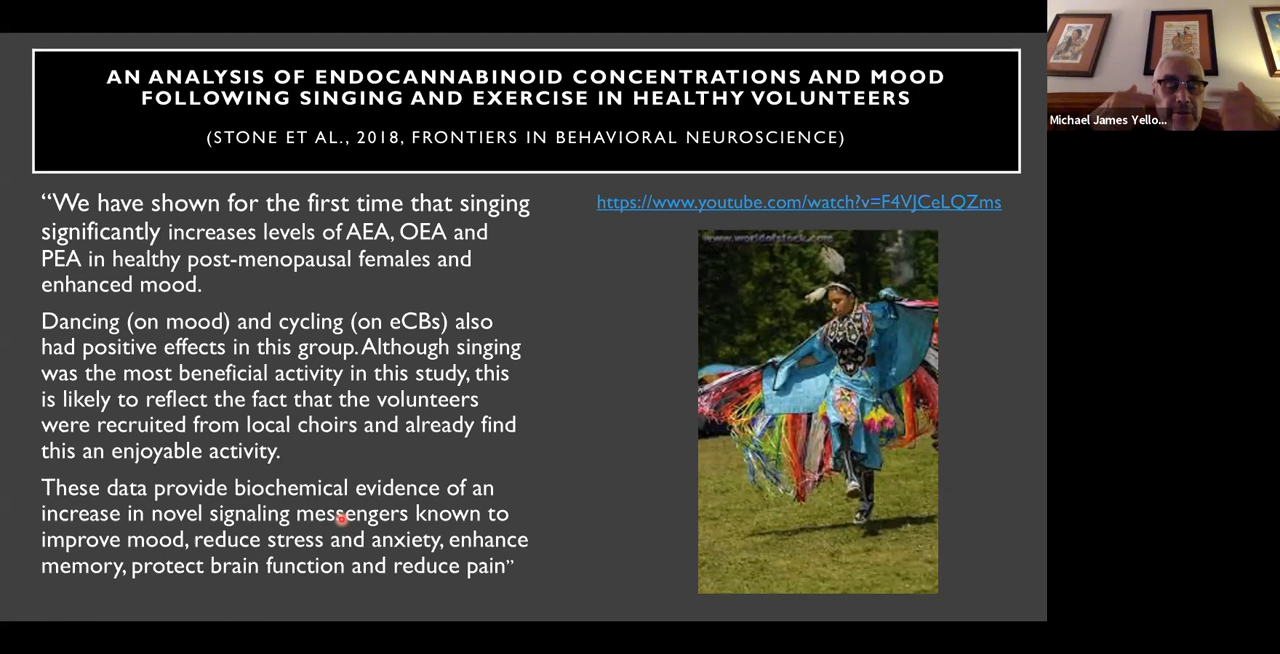 AN ANALYSIS OF ENDOCANNABINOID CONCENTRATIONS AND MOOD
FOLLOWING SINGING AND EXERCISE IN HEALTHY VOLUNTEERS
(STONE ET AL., 2018, FRONTIERS IN BEHAVIORAL NEUROSCIENCE)
“We have shown for the first time that singing
significantly increases levels of AEA, OEA and
PEA in healthy post-menopausal females and
enhanced mood.
Dancing (on mood) and cycling (on eCBs) also
had positive effects in this group. Although singing
was the most beneficial activity in this study, this
is likely to reflect the fact that the volunteers
were recruited from local choirs and already find
this an enjoyable activity.
These data provide biochemical evidence of an
increase in novel signaling messengers known to
improve mood, reduce stress and anxiety, enhance
memory, protect brain function and reduce pain”
https://www.youtube.com/watch?v=F4VJCeLQZms
www.worldofstock.com
Michael James Yello...